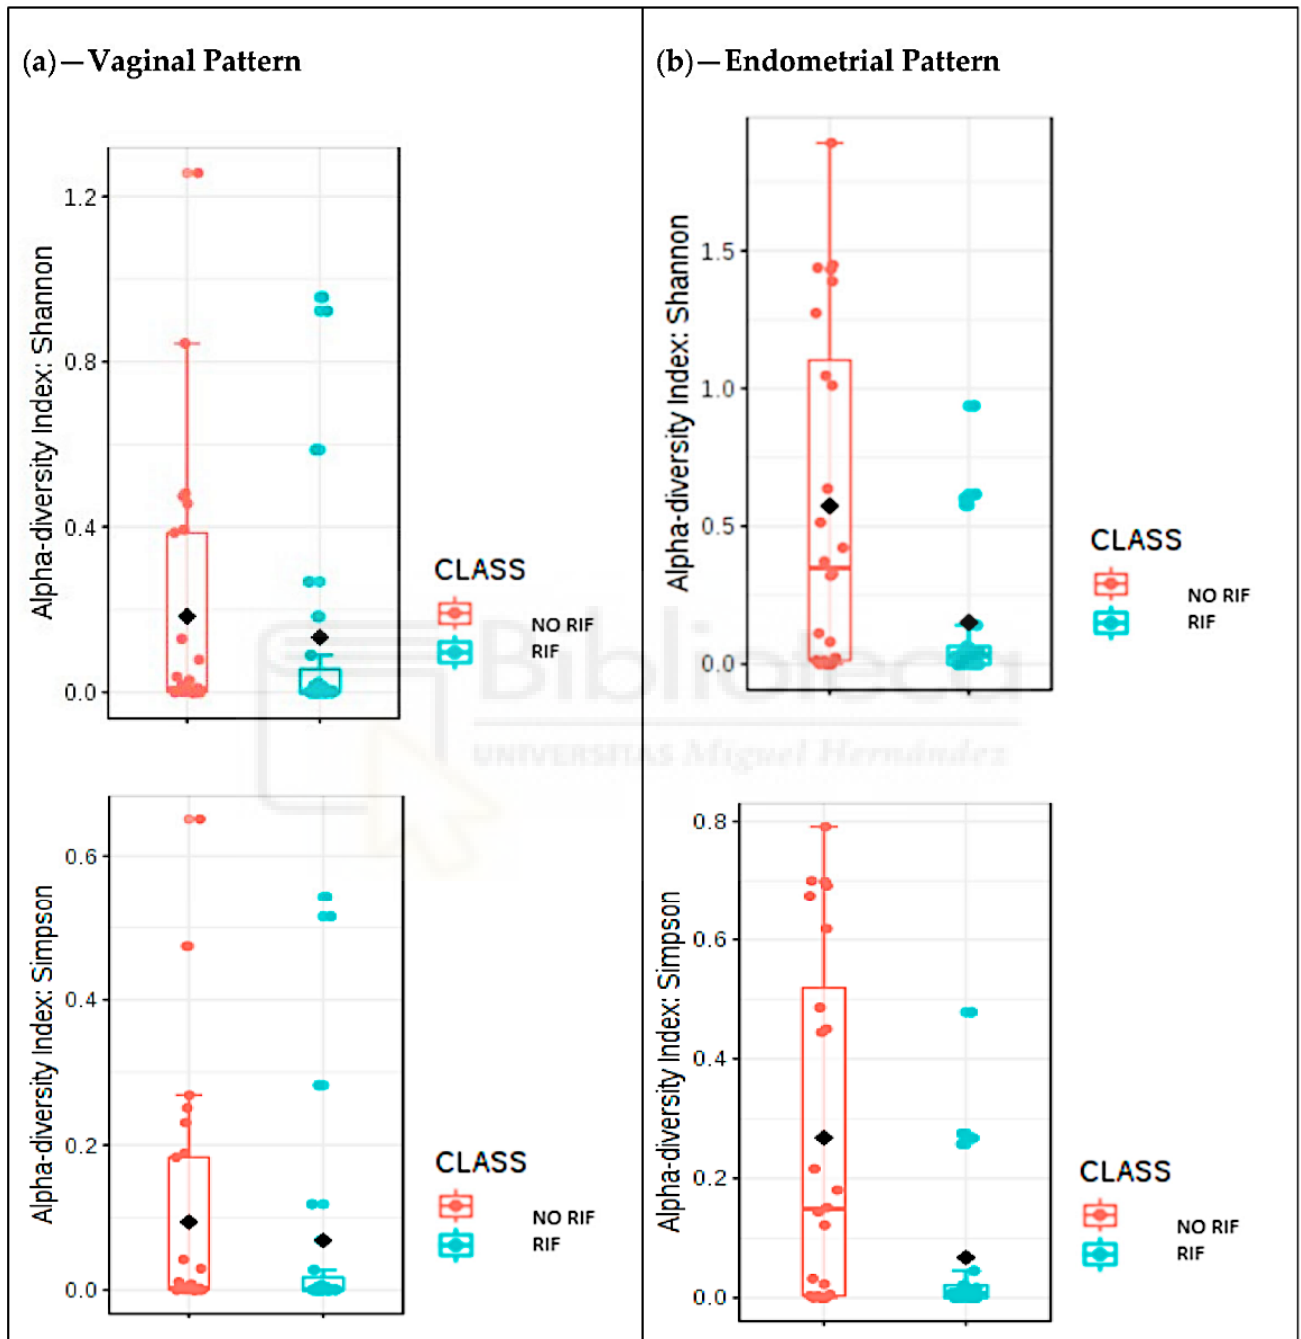 (a)—Vaginal Pattern
Alpha-diversity Index: Shannon
1.2
0.8
0.4
0.0
CLASS
NO RIF
RIF
Alpha-diversity Index: Simpson
0.6
0.4
0.2
0.0
CLASS
NO RIF
RIF
(b)—Endometrial Pattern
Alpha-diversity Index: Shannon
1.5
1.0
0.5
0.0
CLASS
NO RIF
RIF
Alpha-diversity Index: Simpson
0.8
0.6
0.4
0.2
0.0
CLASS
NO RIF
RIF
Biblioteca
UNIVERSITAS Miguel Hernández